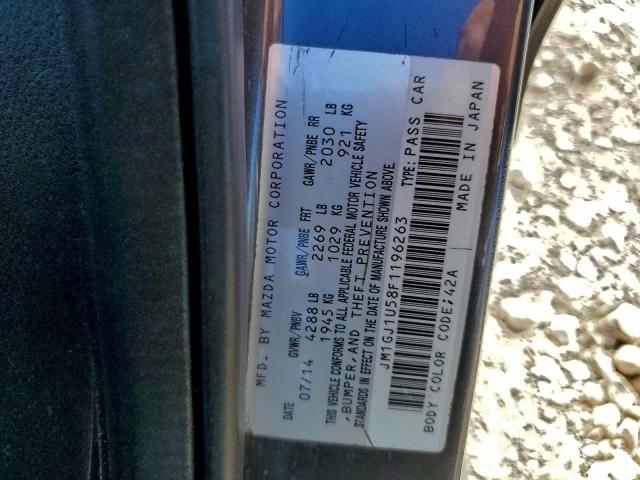 MFD. BY MAZDA MOTOR CORPORATION
DATE GVWR/PNBV GAWR/PNBE FRT GAWR/PNBE RR
07/14 4288 LB 2269 LB 2030 LB
1945 KG 1029 KG 921 KG
THIS VEHICLE CONFORMS TO ALL APPLICABLE FEDERAL MOTOR VEHICLE SAFETY
,BUMPER,AND THEFT PREVENTION
STANDARDS IN EFFECT ON THE DATE OF MANUFACTURE SHOWN ABOVE.
JM1GJ1U58F1196263 TYPE: PASS CAR
BODY COLOR CODE:42A MADE IN JAPAN